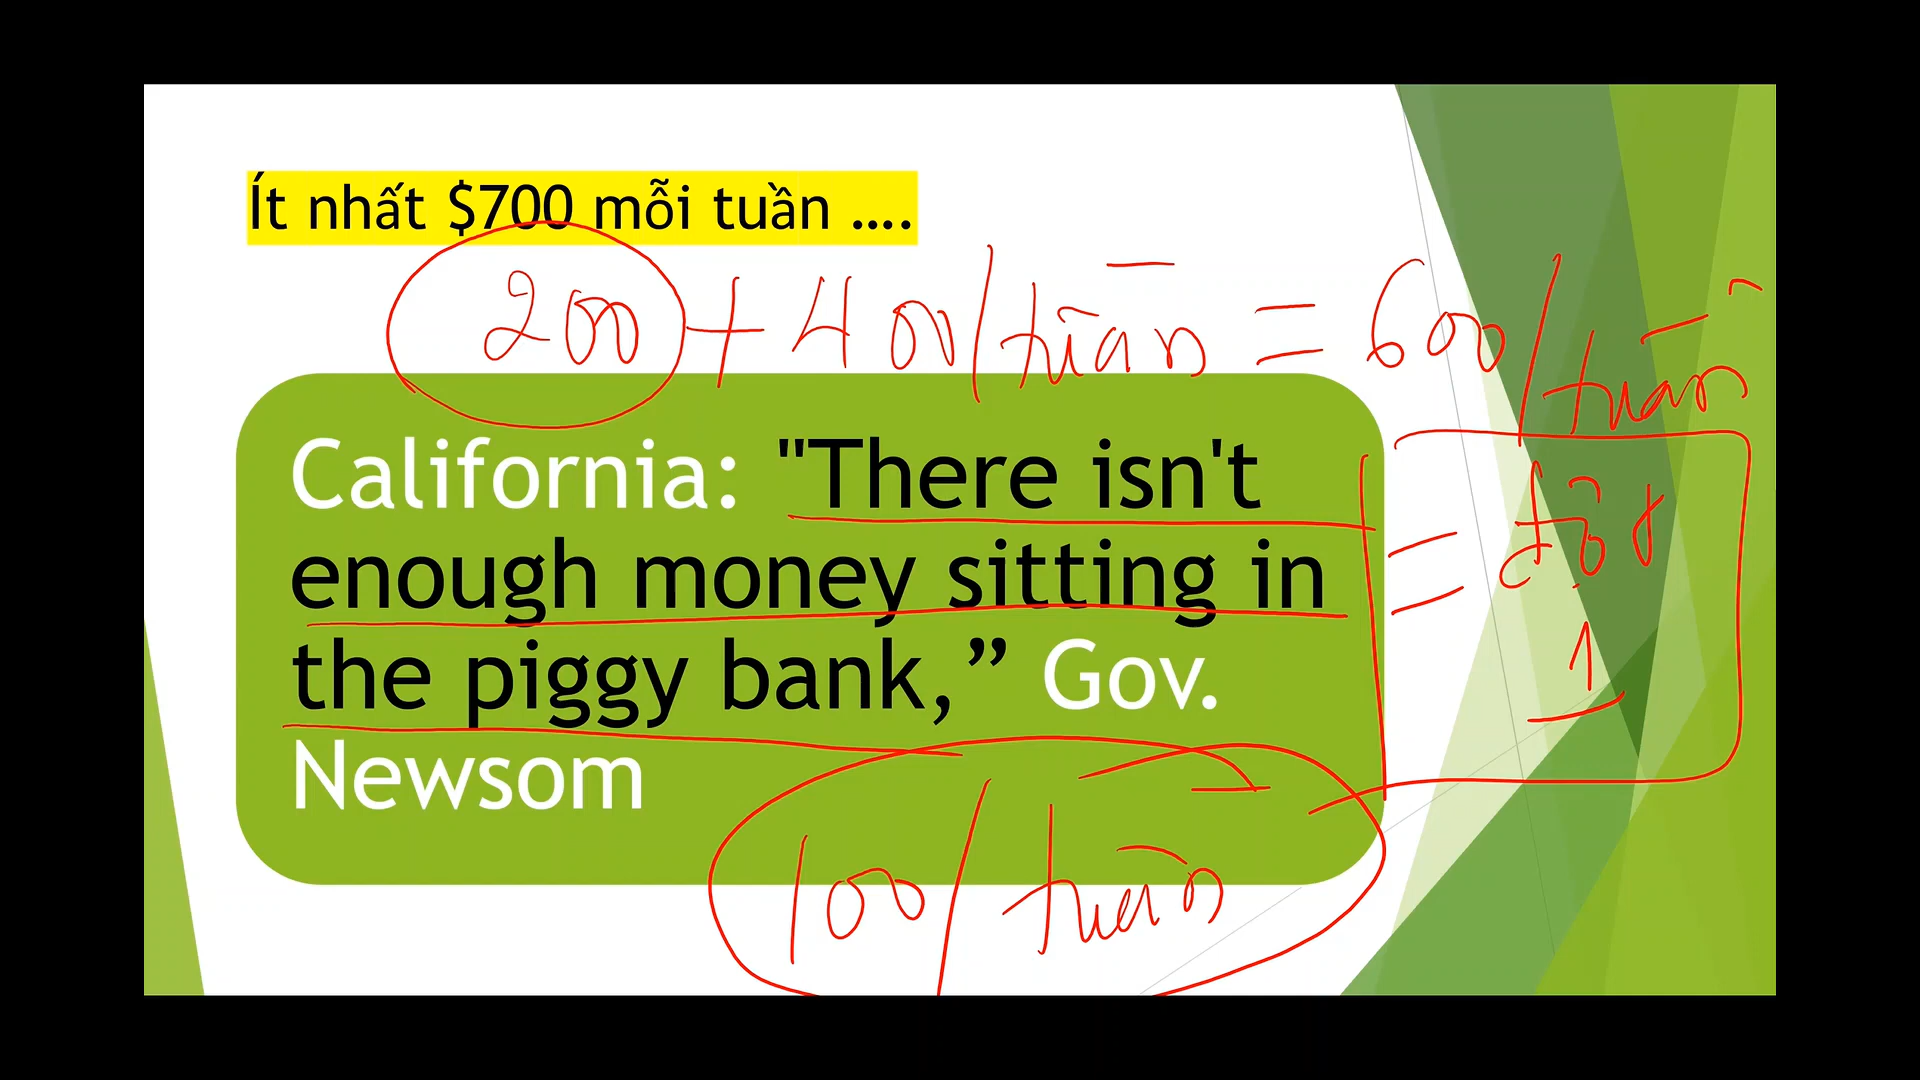 Ít nhất $700 mỗi tuần ....
200 + 400/tuần = 600/tuần
California: "There isn't
enough money sitting in
the piggy bank,” Gov.
Newsom
= đợt
1
100/tuần